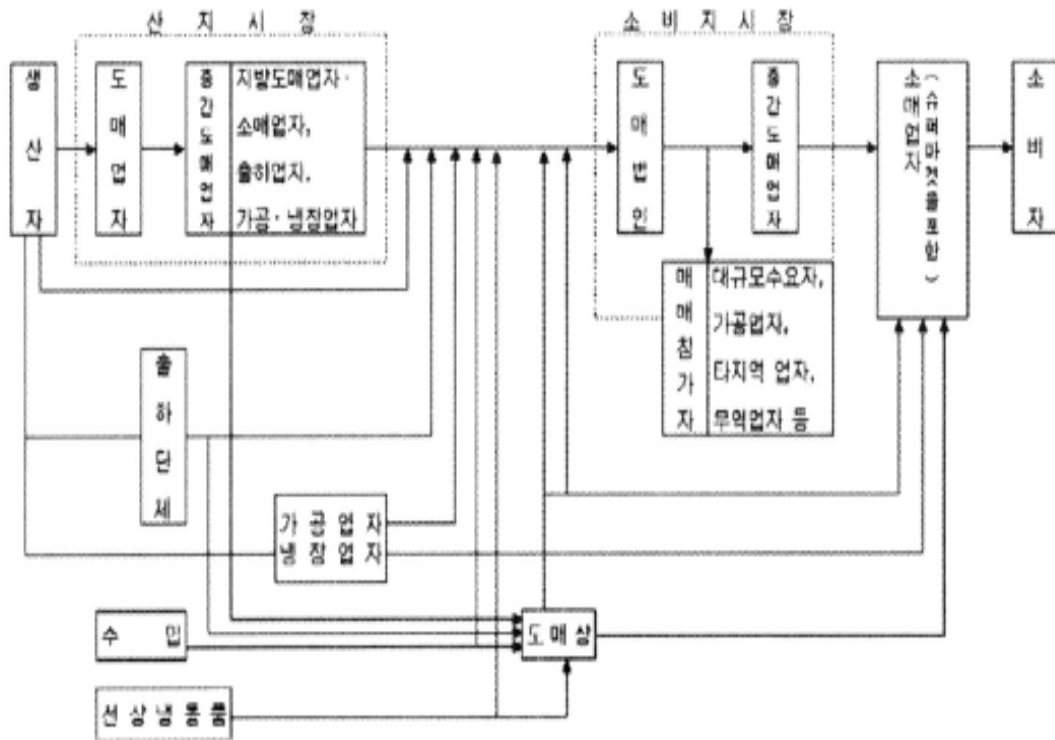 산 지 시 장
소 비 지 시 장
생산자
도매업자
중간도매업자
지방도매업자·
소매업자,
출하업자,
가공·냉장업자
도매법인
중간도매업자
소매업자
(슈퍼마켓을포함)
소비자
매매참가자
대규모수요자,
가공업자,
타지역 업자,
무역업자 등
출하단체
가 공 업 자
냉 장 업 자
수 입
도 매 상
선 상 냉 동 품